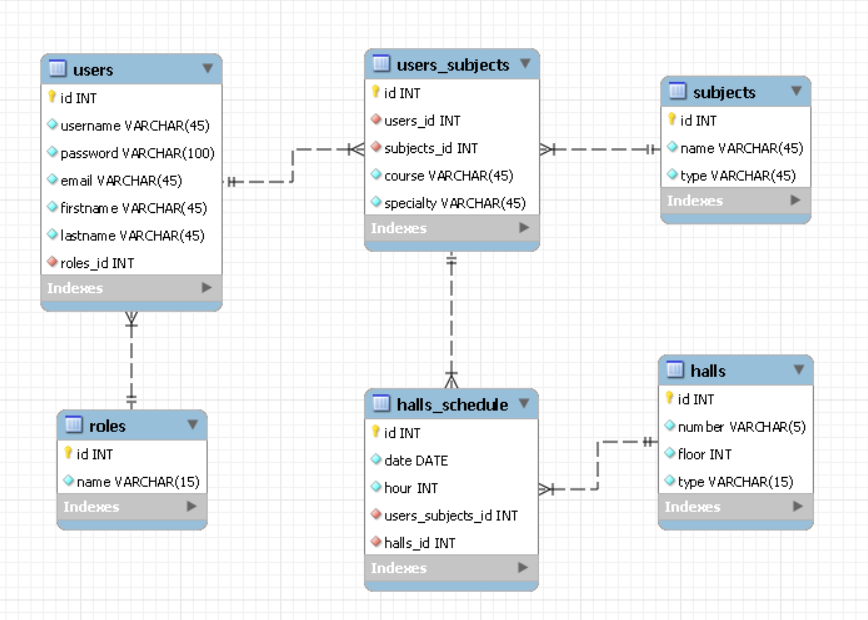 users
id INT
username VARCHAR(45)
password VARCHAR(100)
email VARCHAR(45)
firstname VARCHAR(45)
lastname VARCHAR(45)
roles_id INT
Indexes
users_subjects
id INT
users_id INT
subjects_id INT
course VARCHAR(45)
specialty VARCHAR(45)
Indexes
subjects
id INT
name VARCHAR(45)
type VARCHAR(45)
Indexes
roles
id INT
name VARCHAR(15)
Indexes
halls_schedule
id INT
date DATE
hour INT
users_subjects_id INT
halls_id INT
Indexes
halls
id INT
number VARCHAR(5)
floor INT
type VARCHAR(15)
Indexes